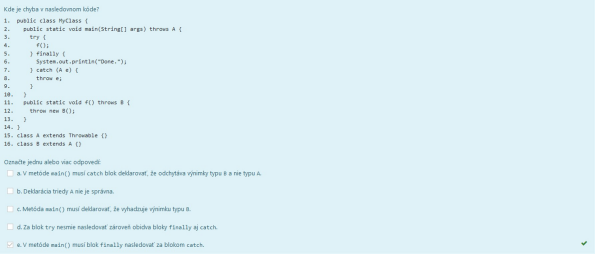 Kde je chyba v nasledovnom kóde?
1. public class MyClass {
2. public static void main(String[] args) throws A {
3. try {
4. f();
5. } finally {
6. System.out.println("Done.");
7. } catch (A e) {
8. throw e;
9. }
10. }
11. public static void f() throws B {
12. throw new B();
13. }
14. }
15. class A extends Throwable {}
16. class B extends A {}
Označte jednu alebo viac odpovedí:
a. V metóde main() musí catch blok deklarovať, že odchytáva výnimky typu B a nie typu A.
b. Deklarácia triedy A nie je správna.
c. Metóda main() musí deklarovať, že vyhadzuje výnimku typu B.
d. Za blok try nesmie nasledovať zároveň obidva bloky finally aj catch.
e. V metóde main() musí blok finally nasledovať za blokom catch.